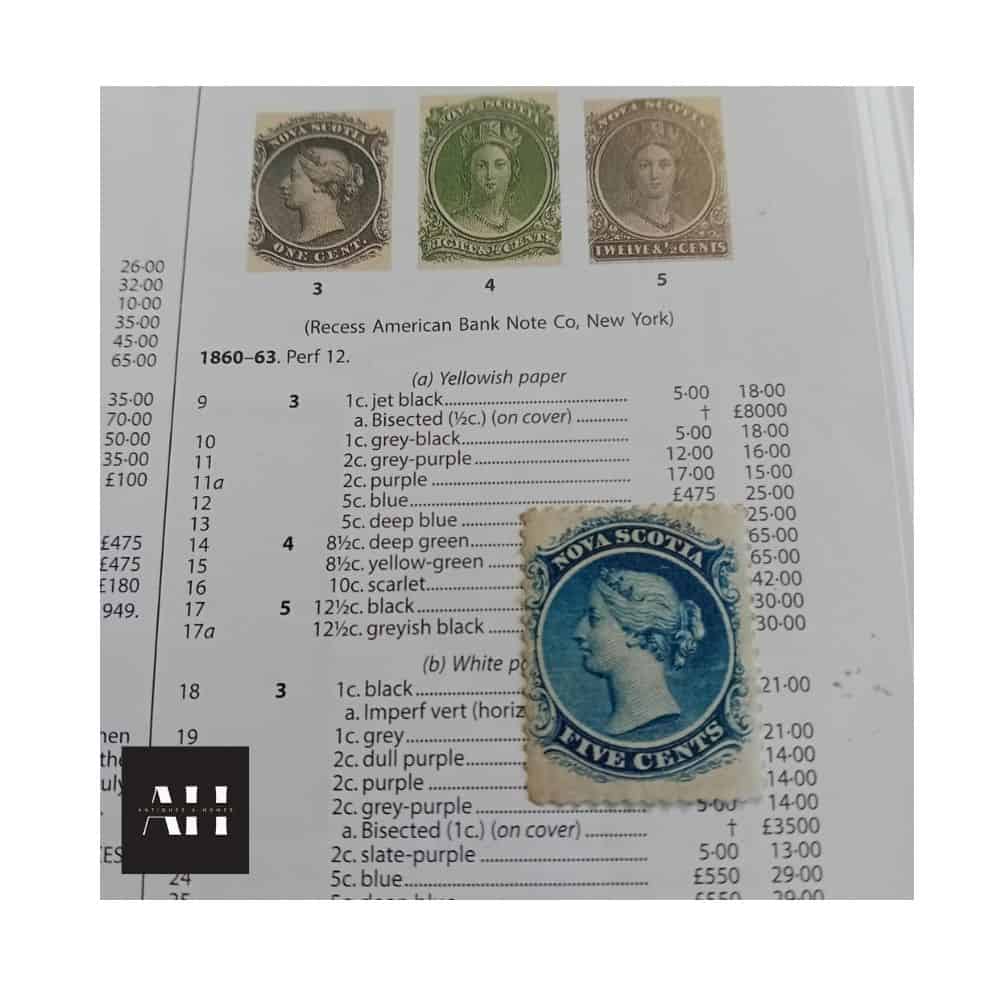 NOVA SCOTIA
ONE CENT.
3
NOVA SCOTIA
EIGHT & ½ CENTS
4
NOVA SCOTIA
TWELVE & ½ CENTS
5
(Recess American Bank Note Co, New York)
1860–63. Perf 12.
(a) Yellowish paper
9 3 1c. jet black 5·00 18·00
a. Bisected (½c.) (on cover) † £8000
10 1c. grey-black 5·00 18·00
11 2c. grey-purple 12·00 16·00
11a 2c. purple 17·00 15·00
12 5c. blue £475 25·00
13 5c. deep blue 25·00
14 4 8½c. deep green 65·00
15 8½c. yellow-green 65·00
16 10c. scarlet 42·00
17 5 12½c. black 30·00
17a 12½c. greyish black 30·00
(b) White
18 3 1c. black 21·00
a. Imperf vert (horiz
19 1c. grey 21·00
2c. dull purple 14·00
2c. purple 14·00
2c. grey-purple 5·00 14·00
a. Bisected (1c.) (on cover) † £3500
2c. slate-purple 5·00 13·00
24 5c. blue £550 29·00
26·00
32·00
10·00
35·00
45·00
65·00
35·00
70·00
50·00
35·00
£100
£475
£475
£180
949.
NOVA SCOTIA
FIVE CENTS
AH
ANTIQUES & HOMES